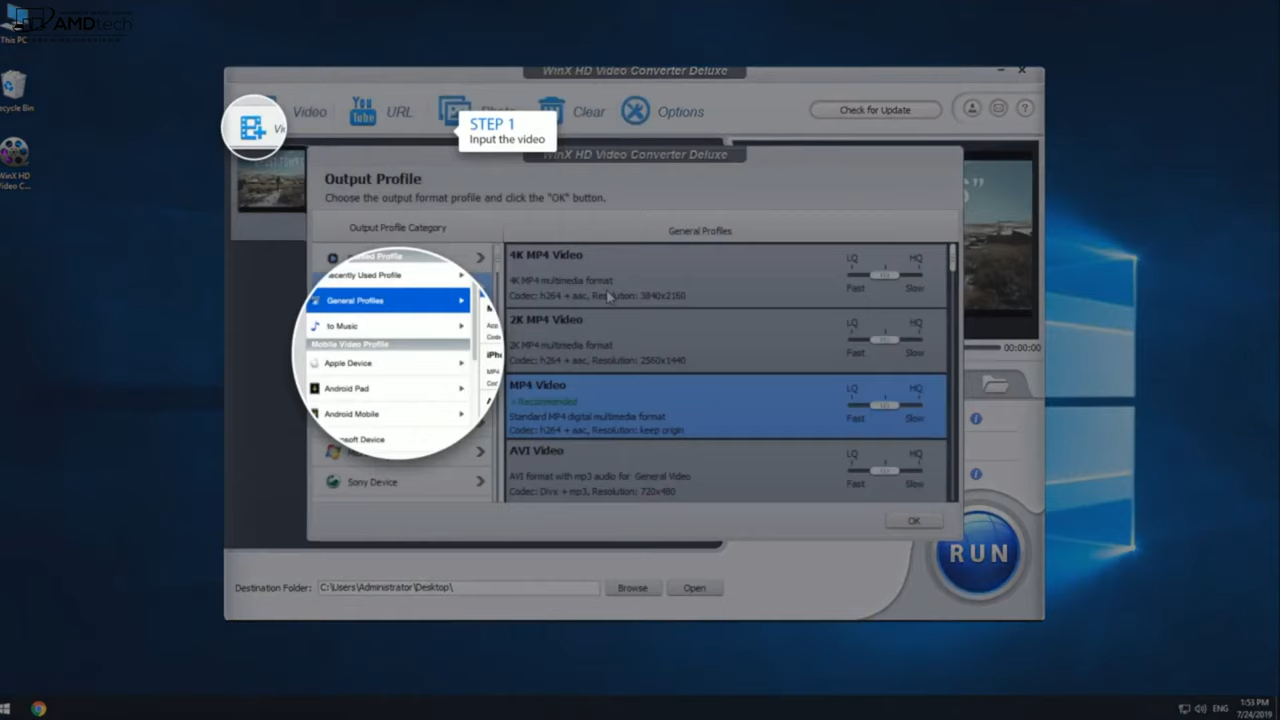 AMDtech
This PC
WinX HD Video Converter Deluxe
Video
You
Tube
URL
Clear
Options
Check for Update
?
STEP 1
Input the video
Recycle Bin
WinX HD
Video C...
WinX HD Video Converter Deluxe
Output Profile
Choose the output format profile and click the "OK" button.
Output Profile Category
General Profiles
Recently Used Profile
General Profiles
to Music
Mobile Video Profile
Apple Device
Android Pad
Android Mobile
Sony Device
4K MP4 Video
4K MP4 multimedia format
Codec: h264 + aac, Resolution: 3840x2160
LQ HQ
Fast Slow
2K MP4 Video
2K MP4 multimedia format
Codec: h264 + aac, Resolution: 2560x1440
LQ HQ
Fast Slow
MP4 Video
+ Recommended
Standard MP4 digital multimedia format
Codec: h264 + aac, Resolution: keep origin
LQ HQ
Fast Slow
AVI Video
AVI format with mp3 audio for General Video
Codec: Divx + mp3, Resolution: 720x480
LQ HQ
Fast Slow
OK
00:00:00
RUN
Destination Folder: C:\Users\Administrator\Desktop\
Browse
Open
ENG
1:53 PM
7/24/2019